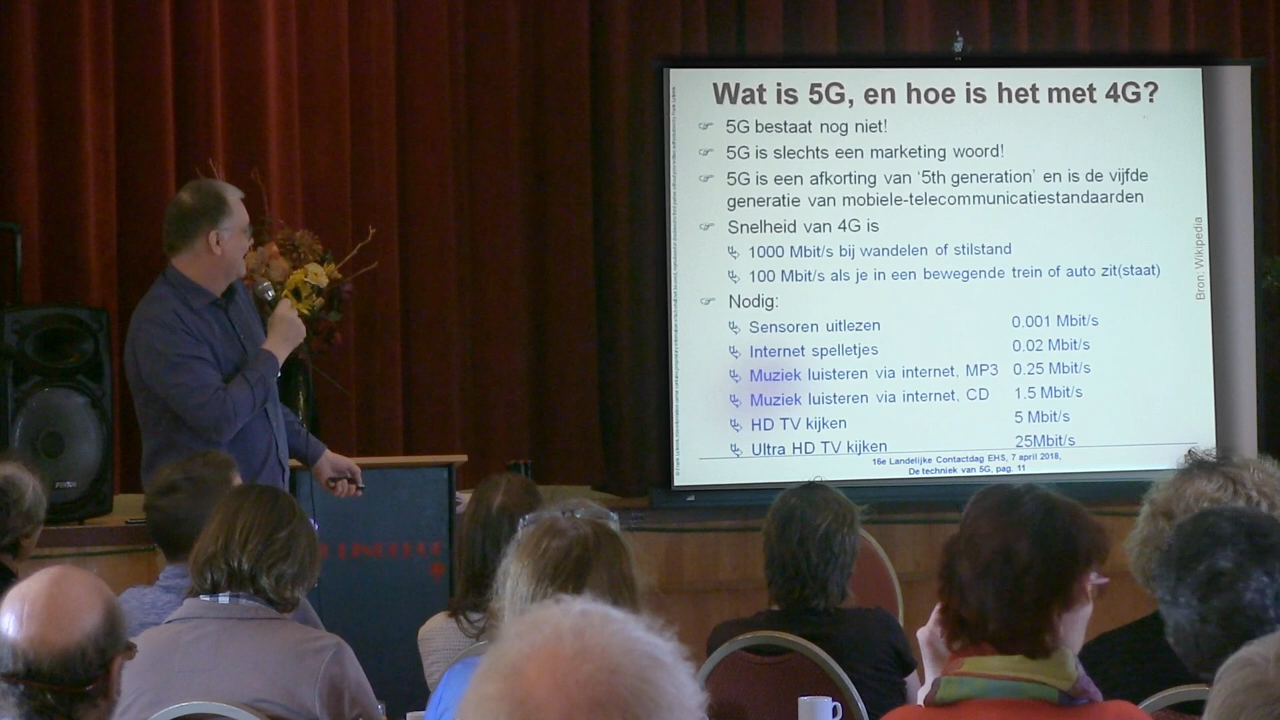 Wat is 5G, en hoe is het met 4G?
5G bestaat nog niet!
5G is slechts een marketing woord!
5G is een afkorting van ‘5th generation’ en is de vijfde
generatie van mobiele-telecommunicatiestandaarden
Snelheid van 4G is
1000 Mbit/s bij wandelen of stilstand
100 Mbit/s als je in een bewegende trein of auto zit(staat)
Nodig:
Sensoren uitlezen 0.001 Mbit/s
Internet spelletjes 0.02 Mbit/s
Muziek luisteren via internet, MP3 0.25 Mbit/s
Muziek luisteren via internet, CD 1.5 Mbit/s
HD TV kijken 5 Mbit/s
Ultra HD TV kijken 25Mbit/s
16e Landelijke Contactdag EHS, 7 april 2018,
De techniek van 5G, pag. 11
Bron: Wikipedia